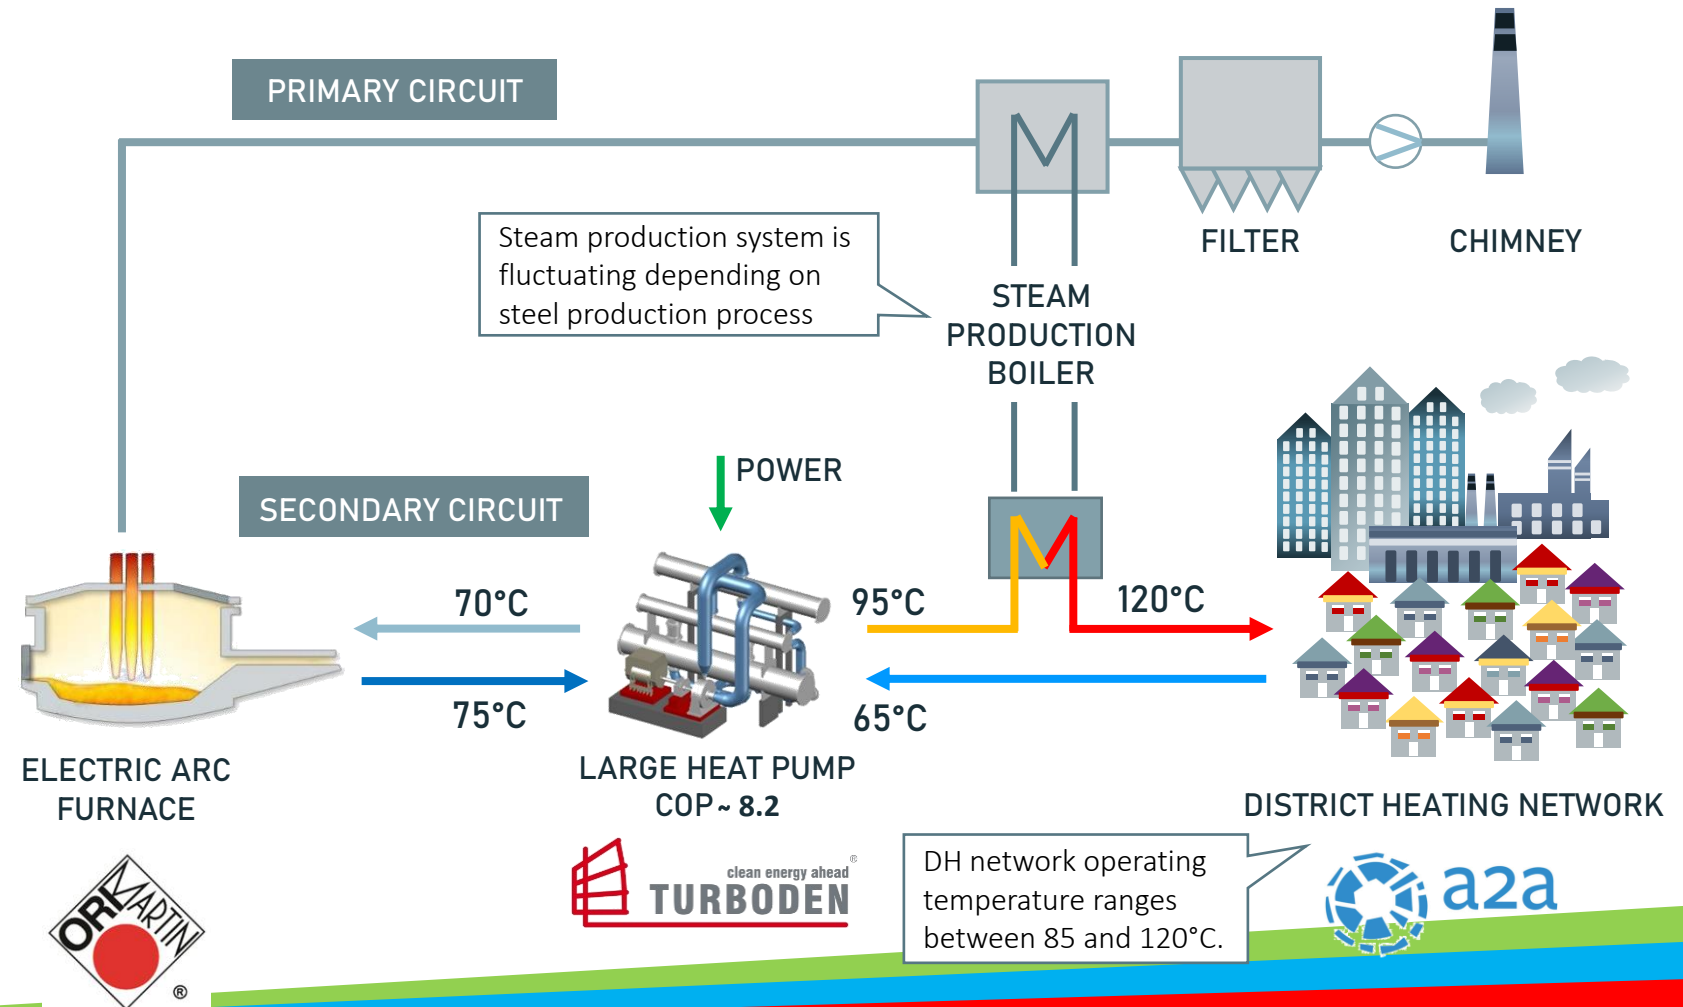 PRIMARY CIRCUIT
FILTER
CHIMNEY
Steam production system is
fluctuating depending on
steel production process
STEAM
PRODUCTION
BOILER
POWER
SECONDARY CIRCUIT
70°C
95°C
120°C
75°C
65°C
ELECTRIC ARC
FURNACE
LARGE HEAT PUMP
COP ~ 8.2
DISTRICT HEATING NETWORK
ORI
MARTIN
®
clean energy ahead
®
TURBODEN
DH network operating
temperature ranges
between 85 and 120°C.
a2a